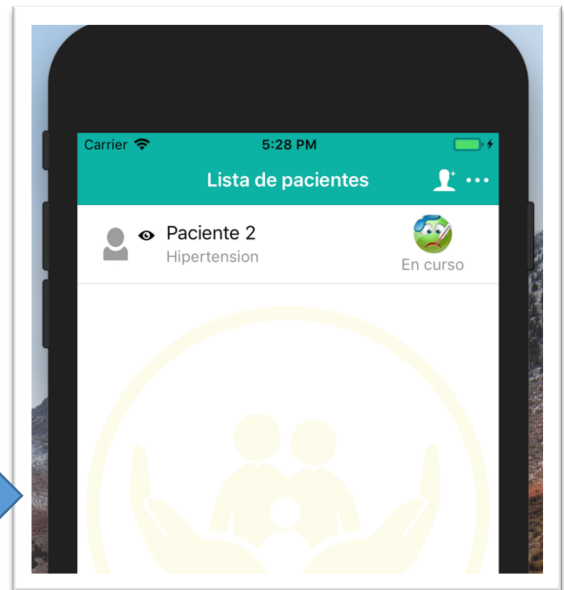 Carrier 5:28 PM
Lista de pacientes
Paciente 2
Hipertension
En curso